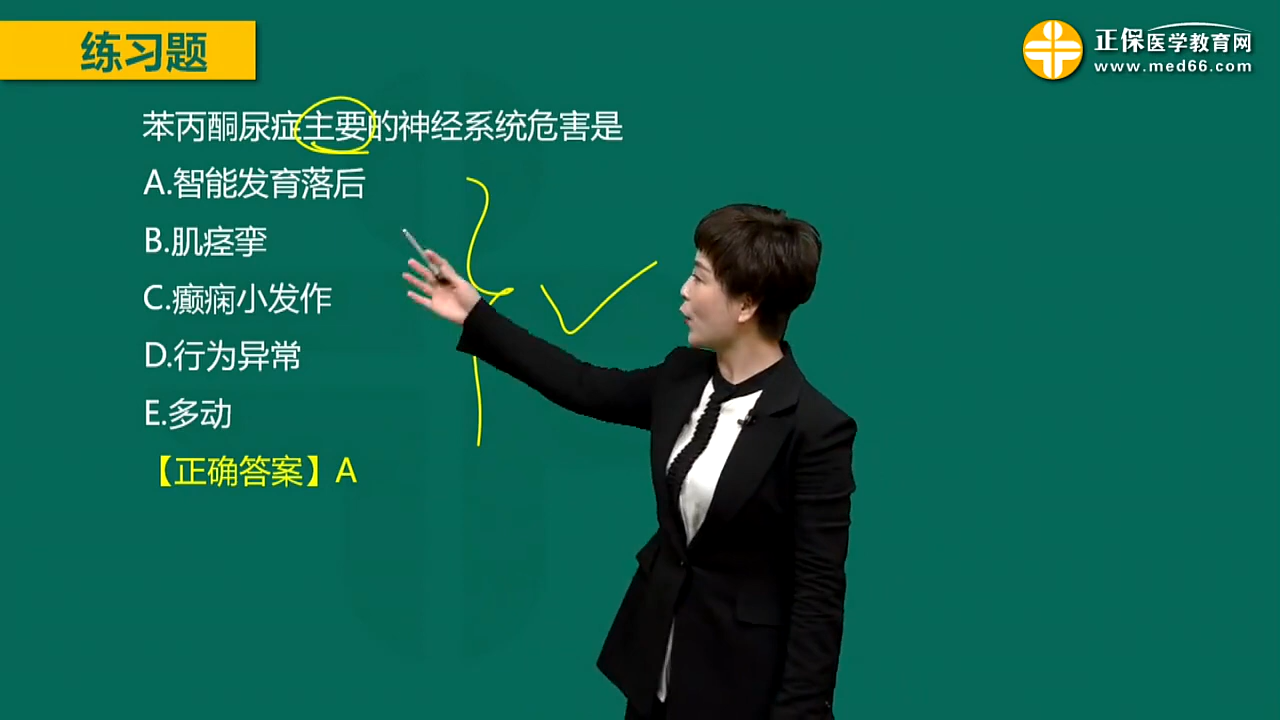 练习题
正保医学教育网
www.med66.com
苯丙酮尿症主要的神经系统危害是
A.智能发育落后
B.肌痉挛
C.癫痫小发作
D.行为异常
E.多动
【正确答案】A